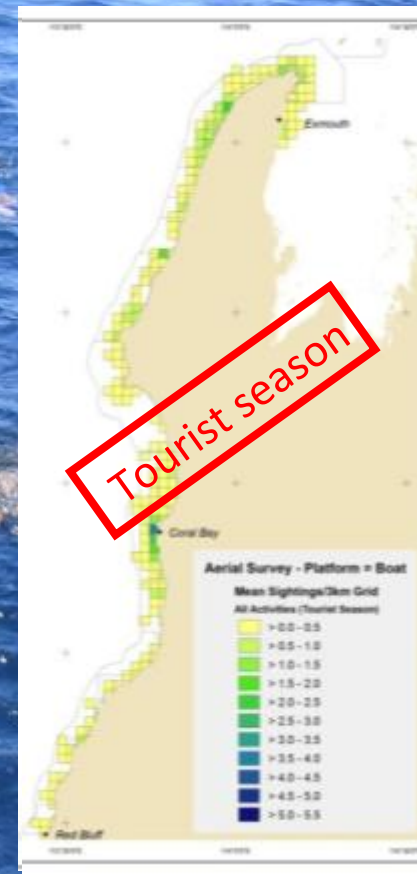 Exmouth
Tourist season
Coral Bay
Aerial Survey - Platform = Boat
Mean Sightings/3km Grid
All Activities (Tourist Season)
> 0.0 - 0.5
> 0.5 - 1.0
> 1.0 - 1.5
> 1.5 - 2.0
> 2.0 - 2.5
> 2.5 - 3.0
> 3.0 - 3.5
> 3.5 - 4.0
> 4.0 - 4.5
> 4.5 - 5.0
> 5.0 - 5.5
Red Bluff